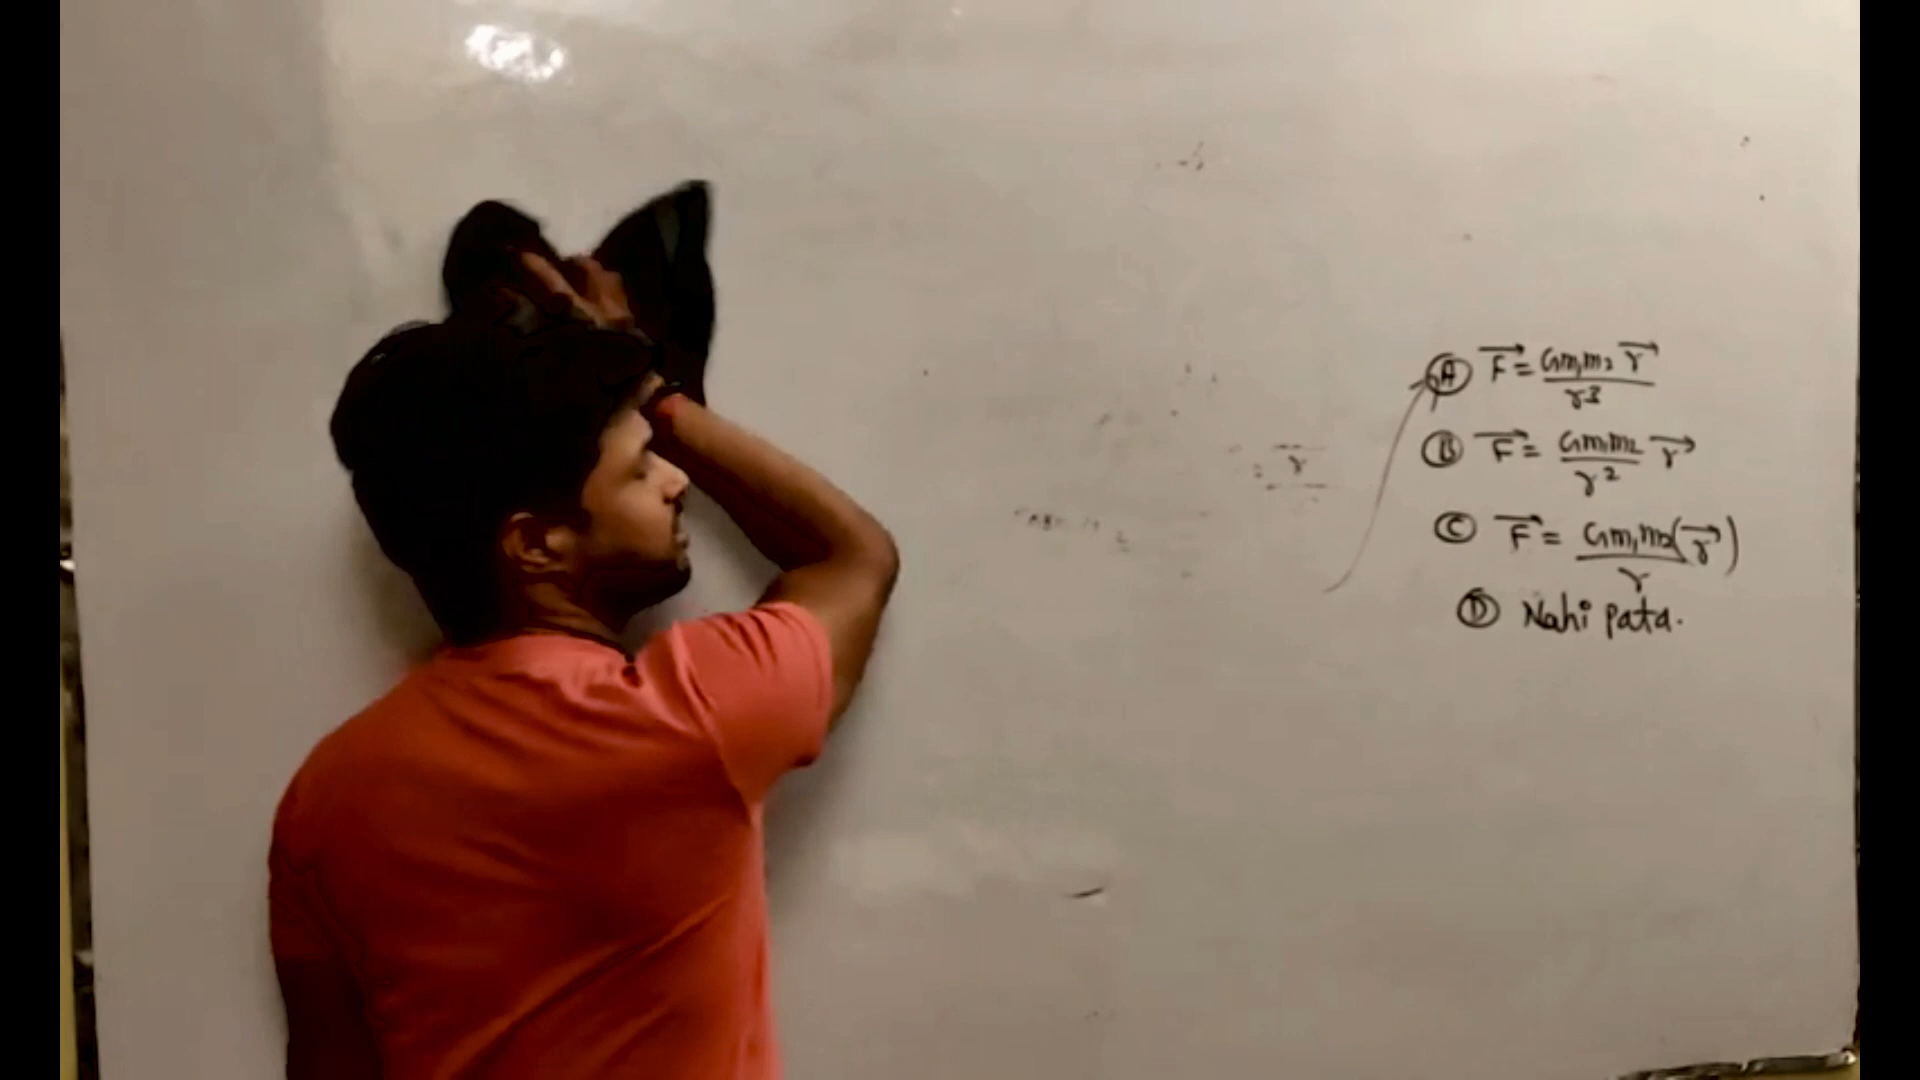 Ⓐ F⃗ = Gm₁m₂ r⃗ / r³
Ⓑ F⃗ = Gm₁m₂ / r² r⃗
Ⓒ F⃗ = Gm₁m₂(r⃗) / r
Ⓓ Nahi pata.